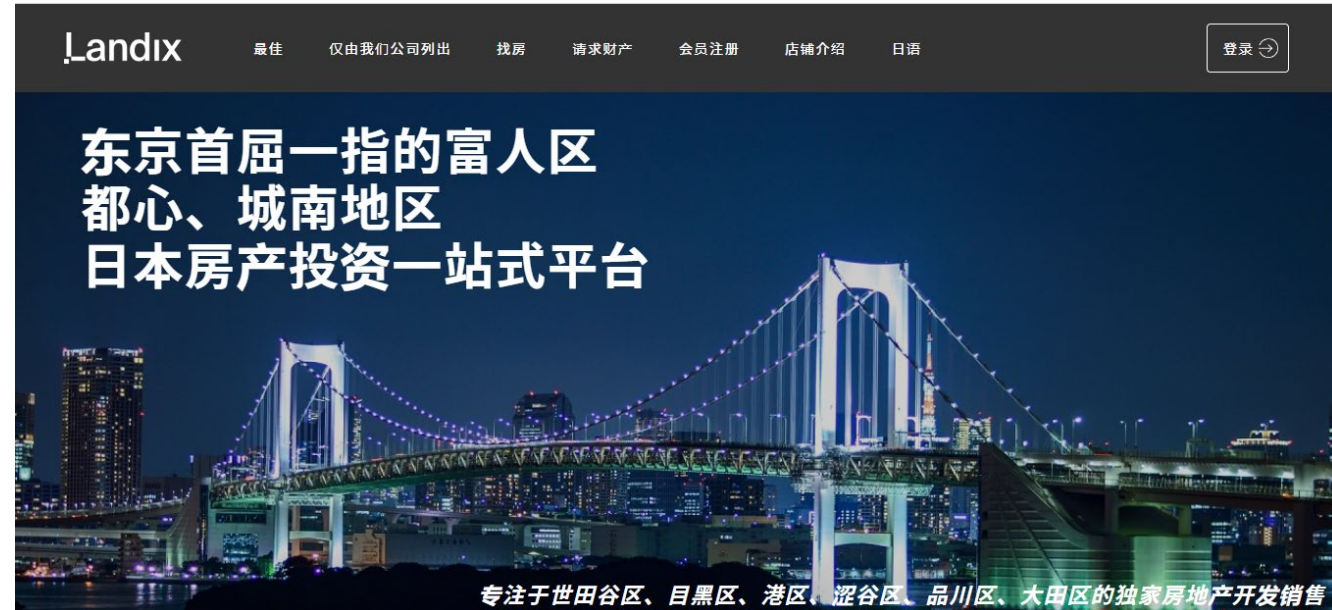 Landix
最佳
仅由我们公司列出
找房
请求财产
会员注册
店铺介绍
日语
登录
东京首屈一指的富人区
都心、城南地区
日本房产投资一站式平台
专注于世田谷区、目黑区、港区、涩谷区、品川区、大田区的独家房地产开发销售